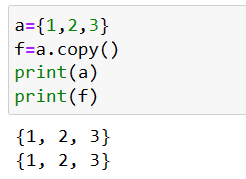 a={1,2,3}
f=a.copy()
print(a)
print(f)
{1, 2, 3}
{1, 2, 3}